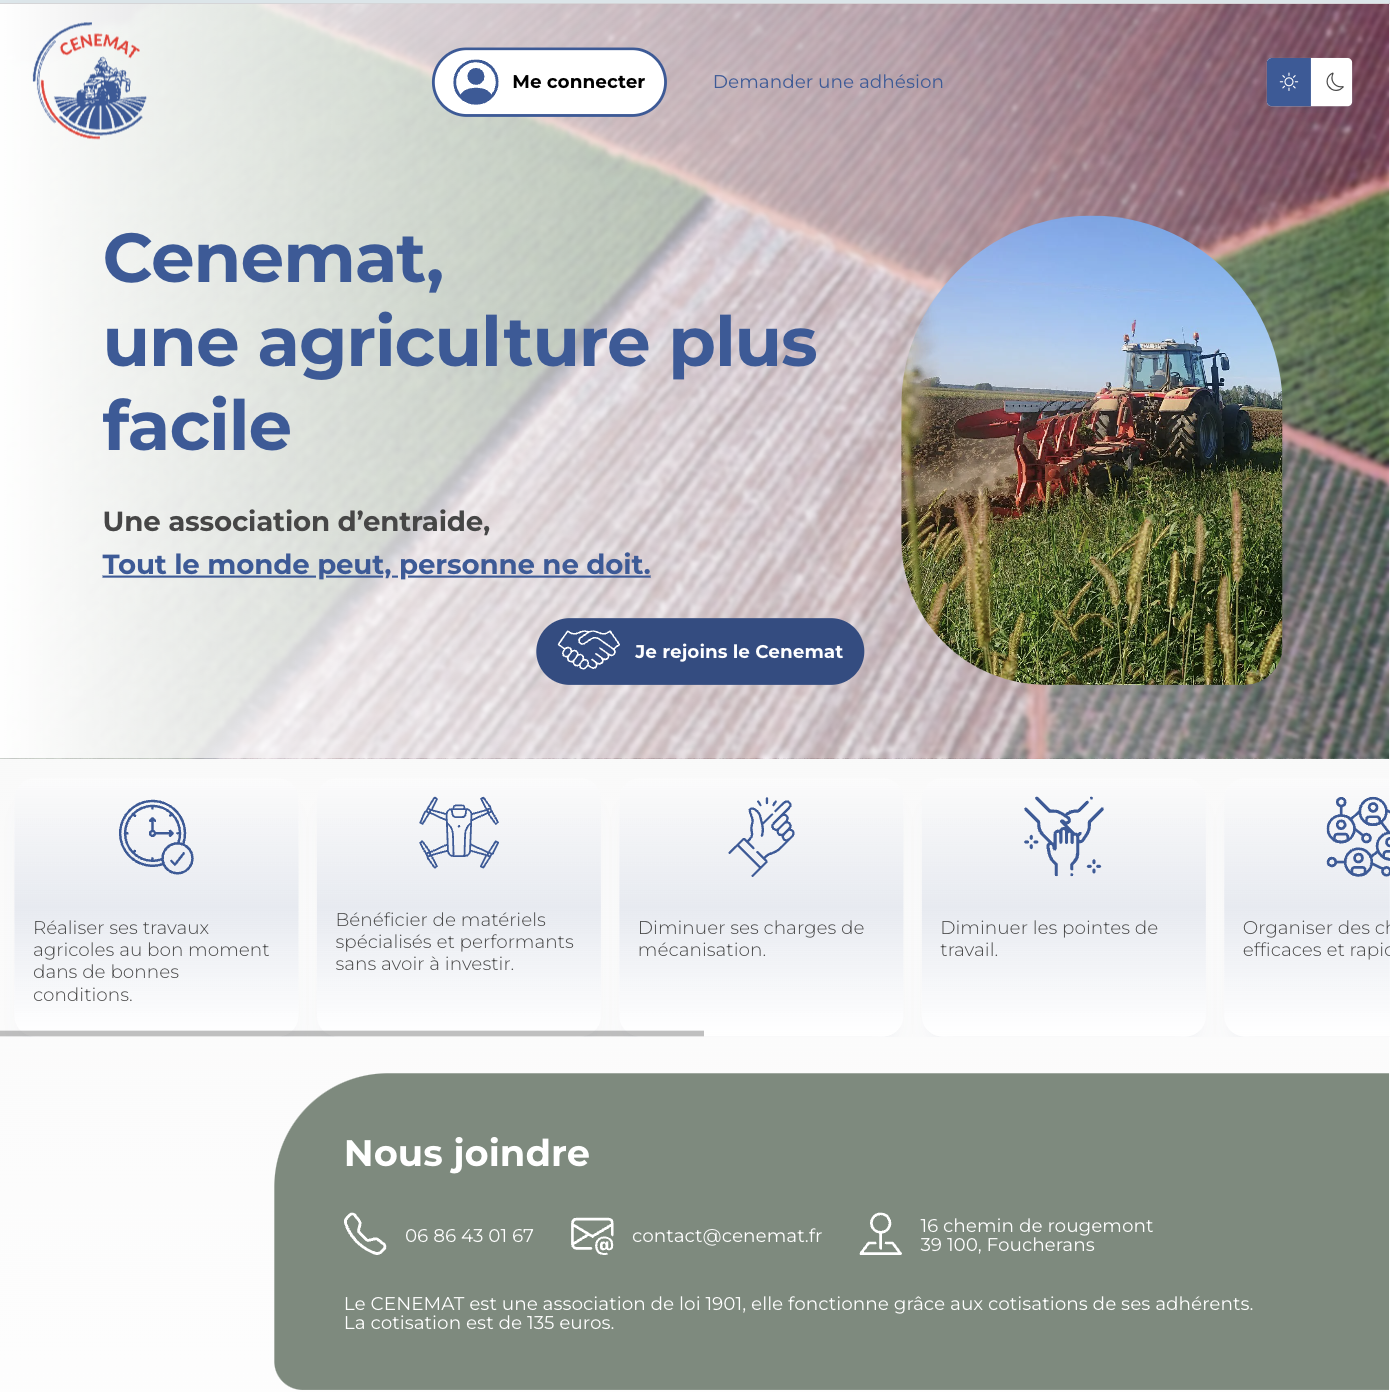 CENEMAT
Me connecter
Demander une adhésion
Cenemat,
une agriculture plus
facile
Une association d’entraide,
Tout le monde peut, personne ne doit.
Je rejoins le Cenemat
Réaliser ses travaux
agricoles au bon moment
dans de bonnes
conditions.
Bénéficier de matériels
spécialisés et performants
sans avoir à investir.
Diminuer ses charges de
mécanisation.
Diminuer les pointes de
travail.
Organiser des
efficaces et
Nous joindre
06 86 43 01 67
contact@cenemat.fr
16 chemin de rougemont
39 100, Foucherans
Le CENEMAT est une association de loi 1901, elle fonctionne grâce aux cotisations de ses adhérents.
La cotisation est de 135 euros.